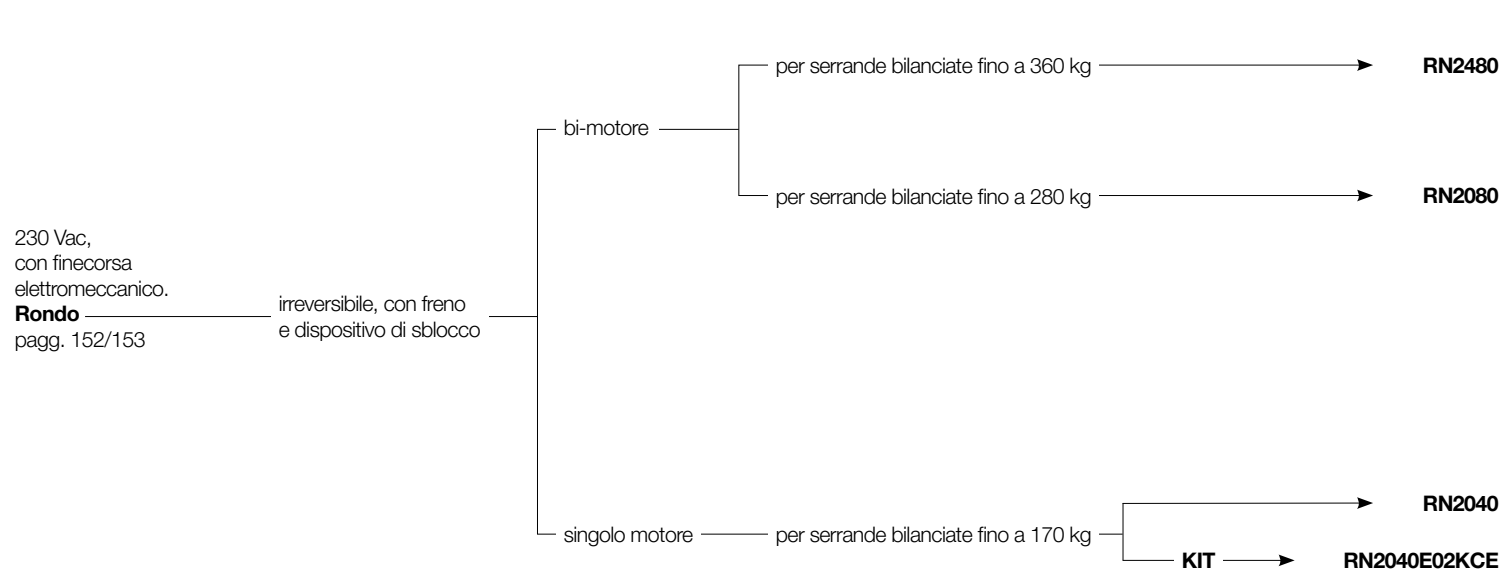 230 Vac,
con finecorsa
elettromeccanico.
Rondo
pagg. 152/153
irreversibile, con freno
e dispositivo di sblocco
bi-motore
per serrande bilanciate fino a 360 kg
RN2480
per serrande bilanciate fino a 280 kg
RN2080
singolo motore
per serrande bilanciate fino a 170 kg
RN2040
KIT
RN2040E02KCE